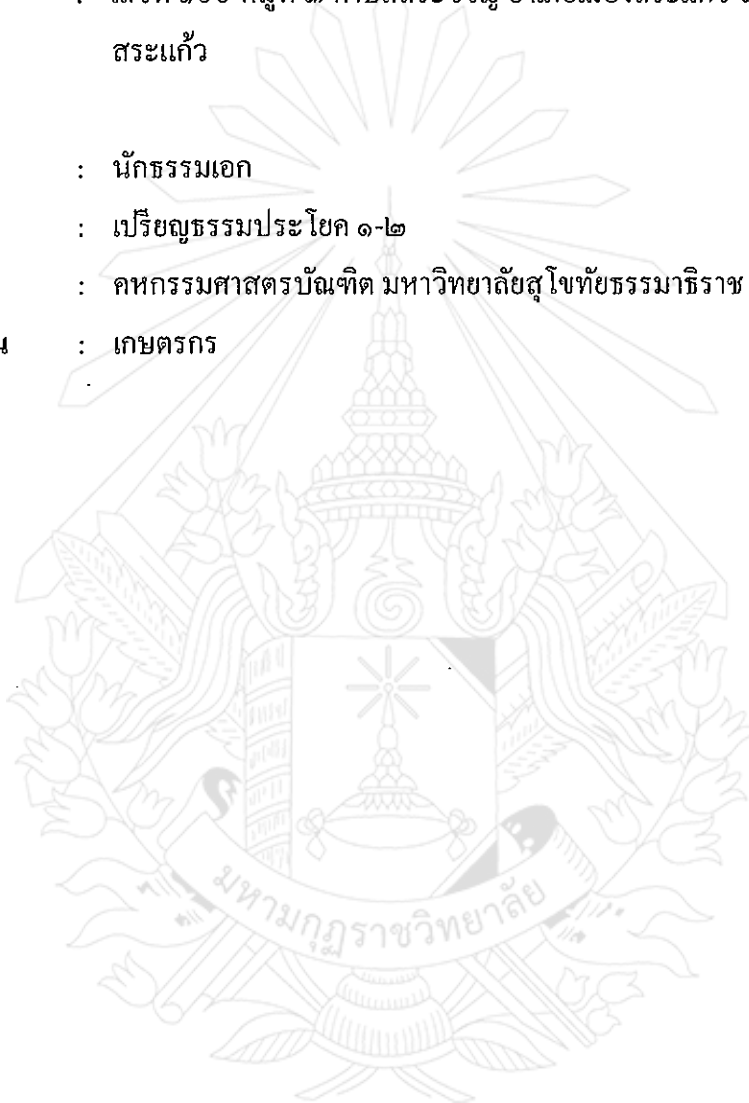 สระแก้ว
: นักธรรมเอก
: เปรียญธรรมประโยค ๑-๒
: คหกรรมศาสตรบัณฑิต มหาวิทยาลัยสุโขทัยธรรมาธิราช
น : เกษตรกร
มหามกุฏราชวิทยาลัย